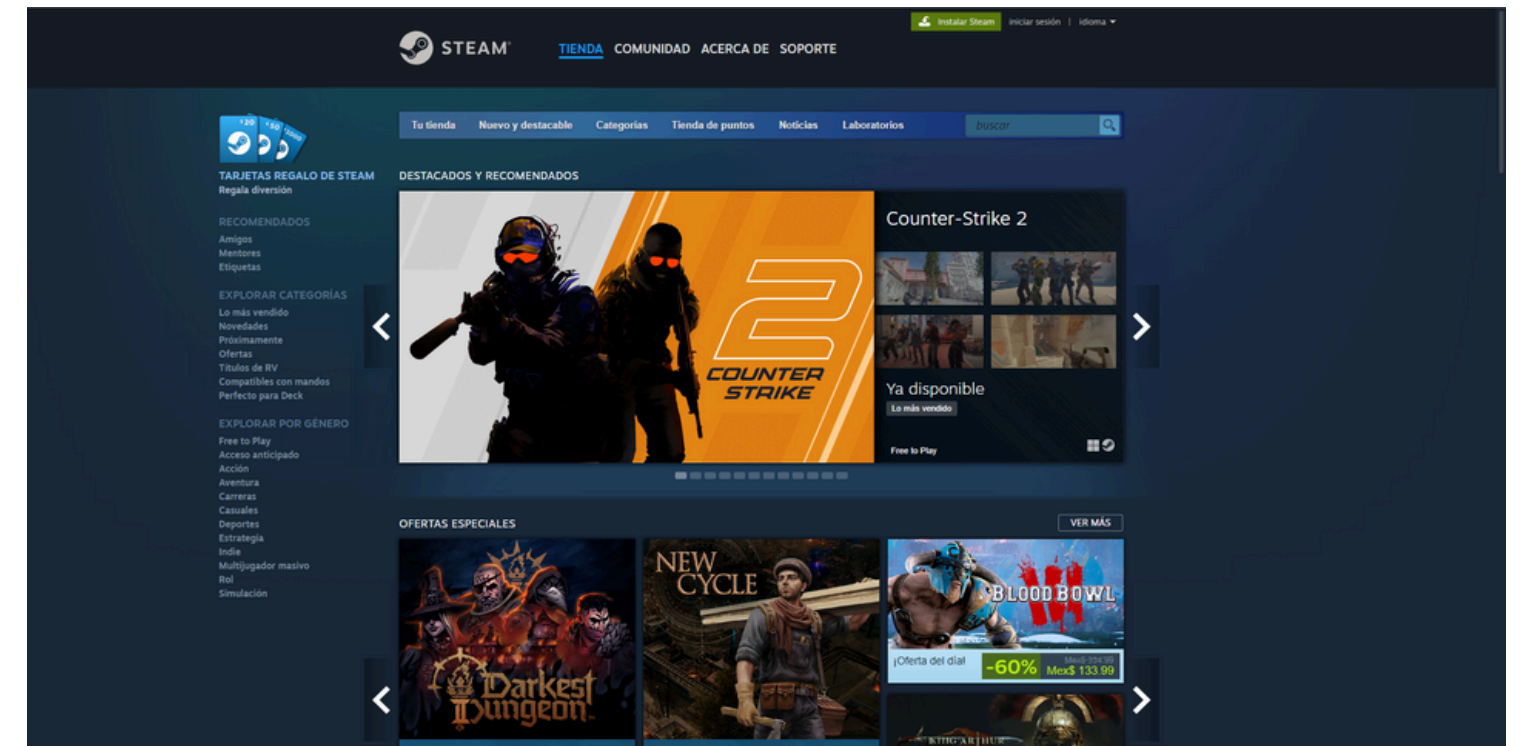 Instalar Steam iniciar sesión | idioma
STEAM®
TIENDA COMUNIDAD ACERCA DE SOPORTE
Tu tienda Nuevo y destacable Categorías Tienda de puntos Noticias Laboratorios buscar
TARJETAS REGALO DE STEAM
Regala diversión
RECOMENDADOS
Amigos
Mentores
Etiquetas
EXPLORAR CATEGORÍAS
Lo más vendido
Novedades
Próximamente
Ofertas
Títulos de RV
Compatibles con mandos
Perfecto para Deck
EXPLORAR POR GÉNERO
Free to Play
Acceso anticipado
Acción
Aventura
Carreras
Casuales
Deportes
Estrategia
Indie
Multijugador masivo
Rol
Simulación
DESTACADOS Y RECOMENDADOS
2
COUNTER
STRIKE
Counter-Strike 2
Ya disponible
Lo más vendido
Free to Play
OFERTAS ESPECIALES
VER MÁS
Darkest
Dungeon
II
NEW
CYCLE
BLOOD BOWL
¡Oferta del día!
-60%
Mex$ 133.99
KING ARTHUR